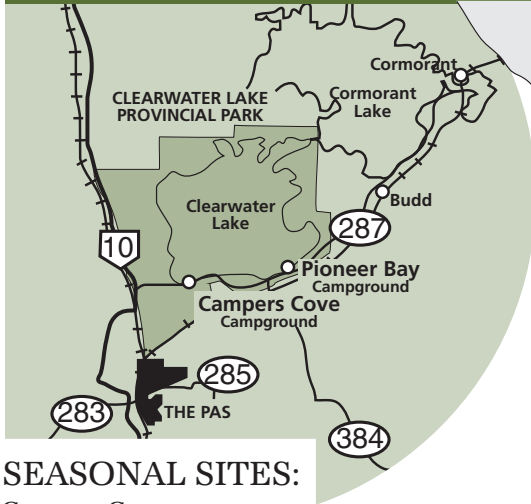 Cormorant
CLEARWATER LAKE
PROVINCIAL PARK
Cormorant
Lake
Clearwater
Lake
Budd
287
10
Pioneer Bay
Campground
Campers Cove
Campground
285
283
THE PAS
384
SEASONAL SITES: